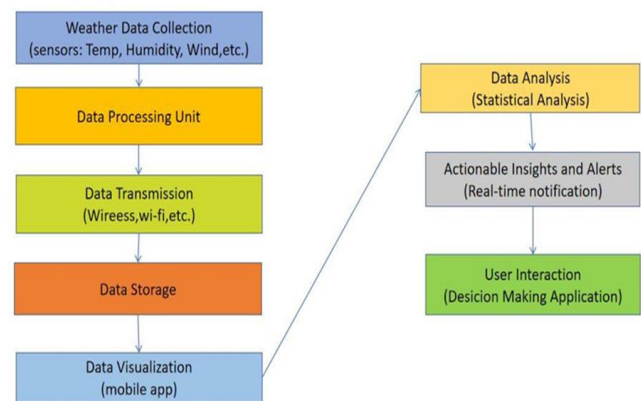 Weather Data Collection
(sensors: Temp, Humidity, Wind,etc.)
Data Processing Unit
Data Transmission
(Wireess,wi-fi,etc.)
Data Storage
Data Visualization
(mobile app)
Data Analysis
(Statistical Analysis)
Actionable Insights and Alerts
(Real-time notification)
User Interaction
(Desicion Making Application)